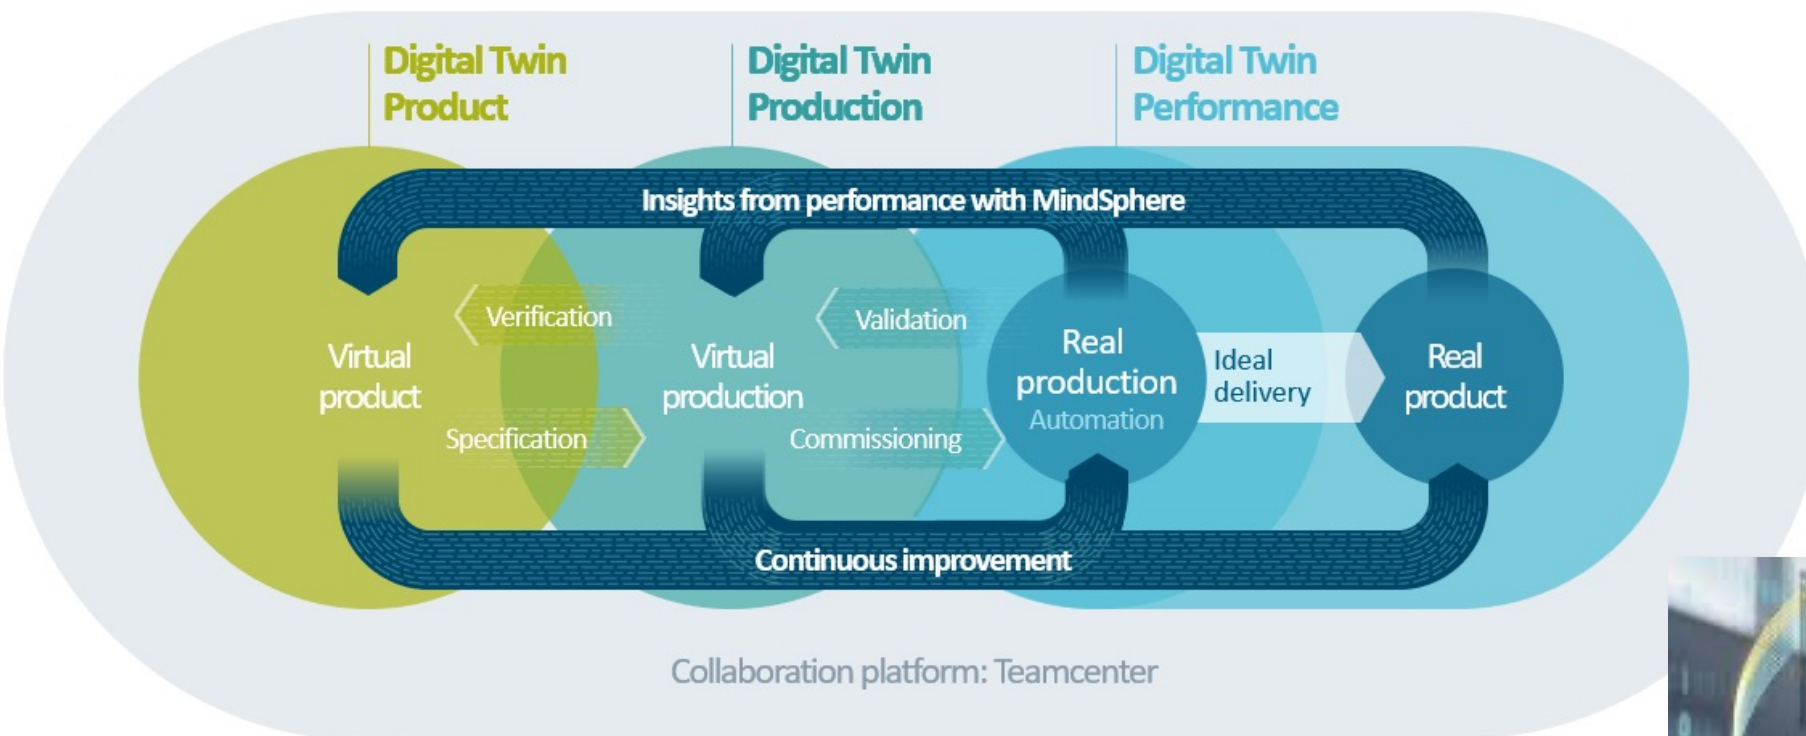 Digital Twin
Product
Digital Twin
Production
Digital Twin
Performance
Insights from performance with MindSphere
Verification
Validation
Virtual
product
Virtual
production
Real
production
Automation
Ideal
delivery
Real
product
Specification
Commissioning
Continuous improvement
Collaboration platform: Teamcenter